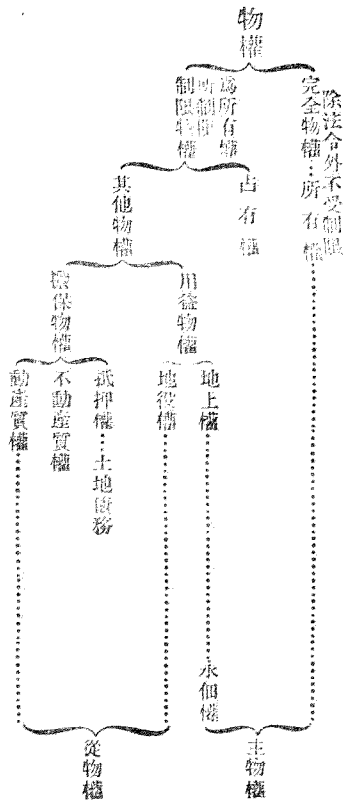 物權
除法令外不受制限
完全物權…所有權
為所有權
所制作
制限物權
占有權
其他物權
用益物權
擔保物權
地上權
永佃權
地役權
抵押權…土地債務
不動產質權
動產質權
主物權
從物權